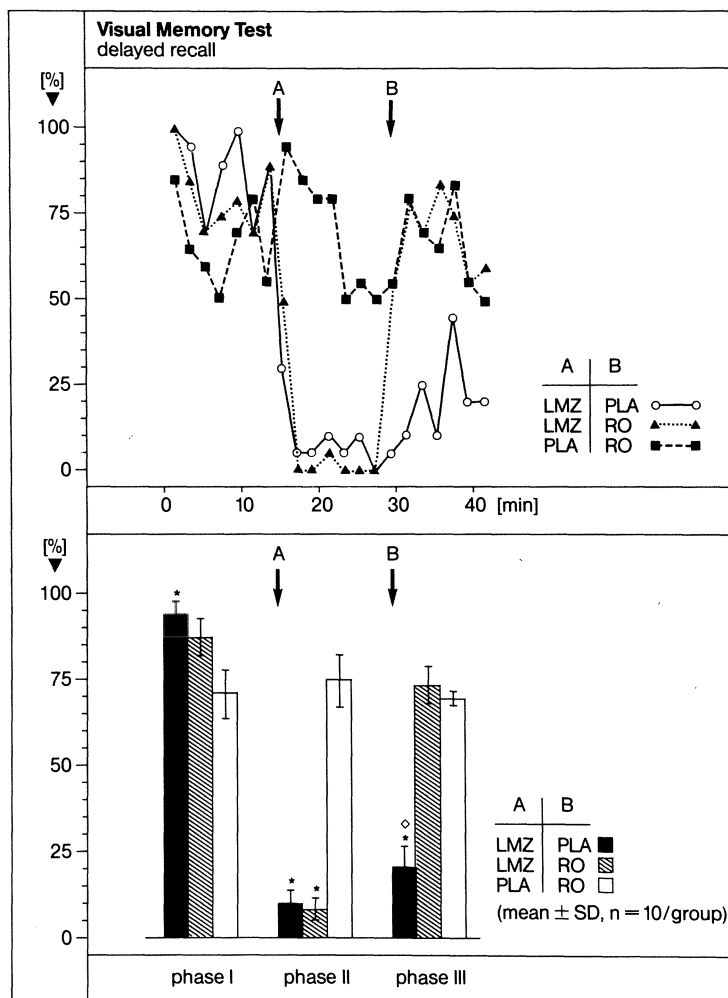 Visual Memory Test
delayed recall
[%]
A
B
100
75
50
25
0
A B
LMZ PLA
LMZ RO
PLA RO
0 10 20 30 40 [min]
[%]
A
B
*
100
75
50
25
0
* *
◇
*
A B
LMZ PLA
LMZ RO
PLA RO
(mean ± SD, n = 10/group)
phase I phase II phase III